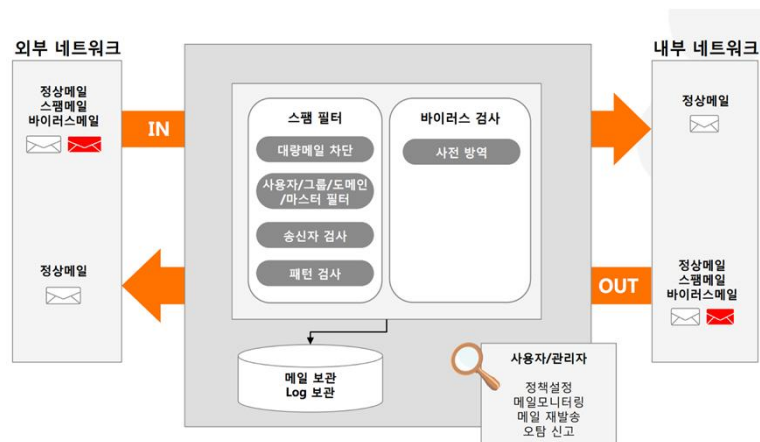 외부 네트워크
정상메일
스팸메일
바이러스메일
IN
정상메일
스팸 필터
대량메일 차단
사용자/그룹/도메인
/마스터 필터
송신자 검사
패턴 검사
바이러스 검사
사전 방역
메일 보관
Log 보관
사용자/관리자
정책설정
메일모니터링
메일 재발송
오탐 신고
내부 네트워크
정상메일
OUT
정상메일
스팸메일
바이러스메일